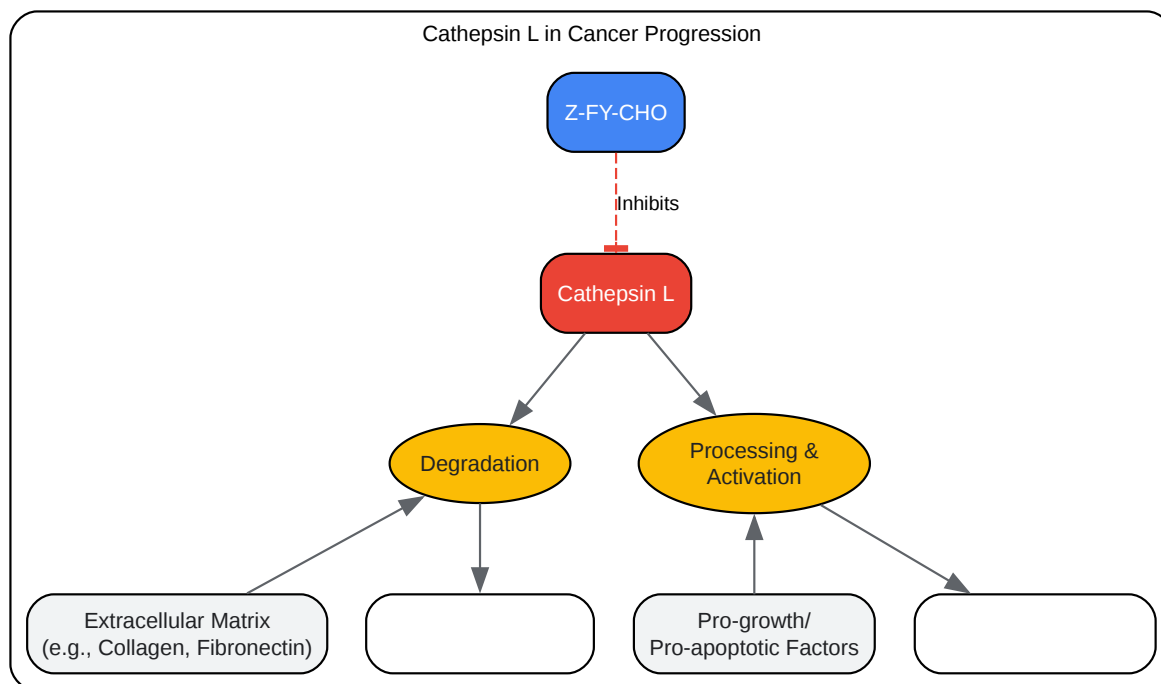 Cathepsin L in Cancer Progression
Z-FY-CHO
Inhibits
Cathepsin L
Degradation
Processing &
Activation
Extracellular Matrix
(e.g., Collagen, Fibronectin)
Pro-growth/
Pro-apoptotic Factors